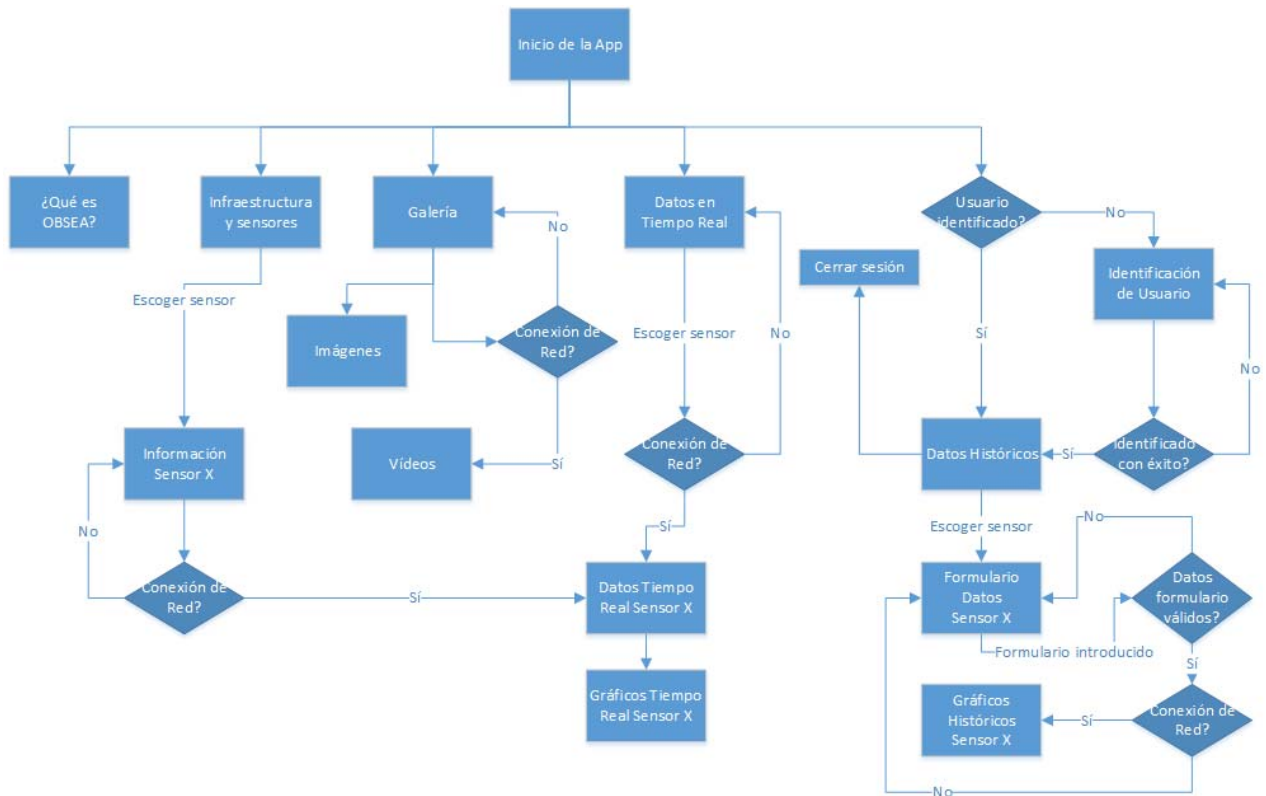 Inicio de la App
¿Qué es
OBSEA?
Infraestructura
y sensores
Galería
Datos en
Tiempo Real
Usuario
identificado?
No
Identificación
de Usuario
Cerrar sesión
No
Escoger sensor
Imágenes
Conexión de
Red?
Escoger sensor
No
Sí
No
Información
Sensor X
Vídeos
Sí
Conexión de
Red?
Datos Históricos
Sí
Identificado
con éxito?
No
Sí
Escoger sensor
No
Conexión de
Red?
Sí
Datos Tiempo
Real Sensor X
Formulario
Datos
Sensor X
Datos
formulario
válidos?
Formulario introducido
Sí
Gráficos Tiempo
Real Sensor X
Gráficos
Históricos
Sensor X
Sí
Conexión de
Red?
No